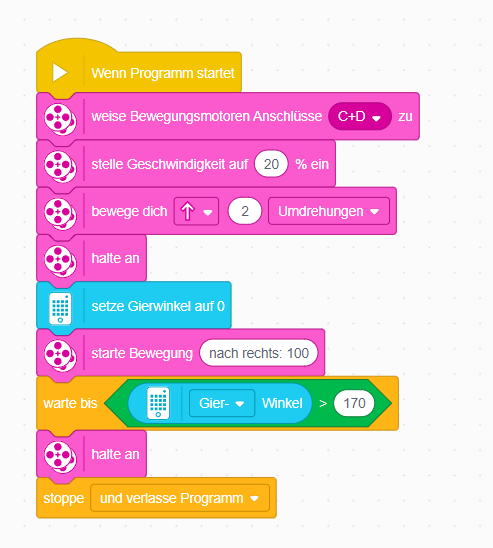 Wenn Programm startet
weise Bewegungsmotoren Anschlüsse C+D zu
stelle Geschwindigkeit auf 20 % ein
bewege dich 2 Umdrehungen
halte an
setze Gierwinkel auf 0
starte Bewegung nach rechts: 100
warte bis Gier- Winkel > 170
halte an
stoppe und verlasse Programm